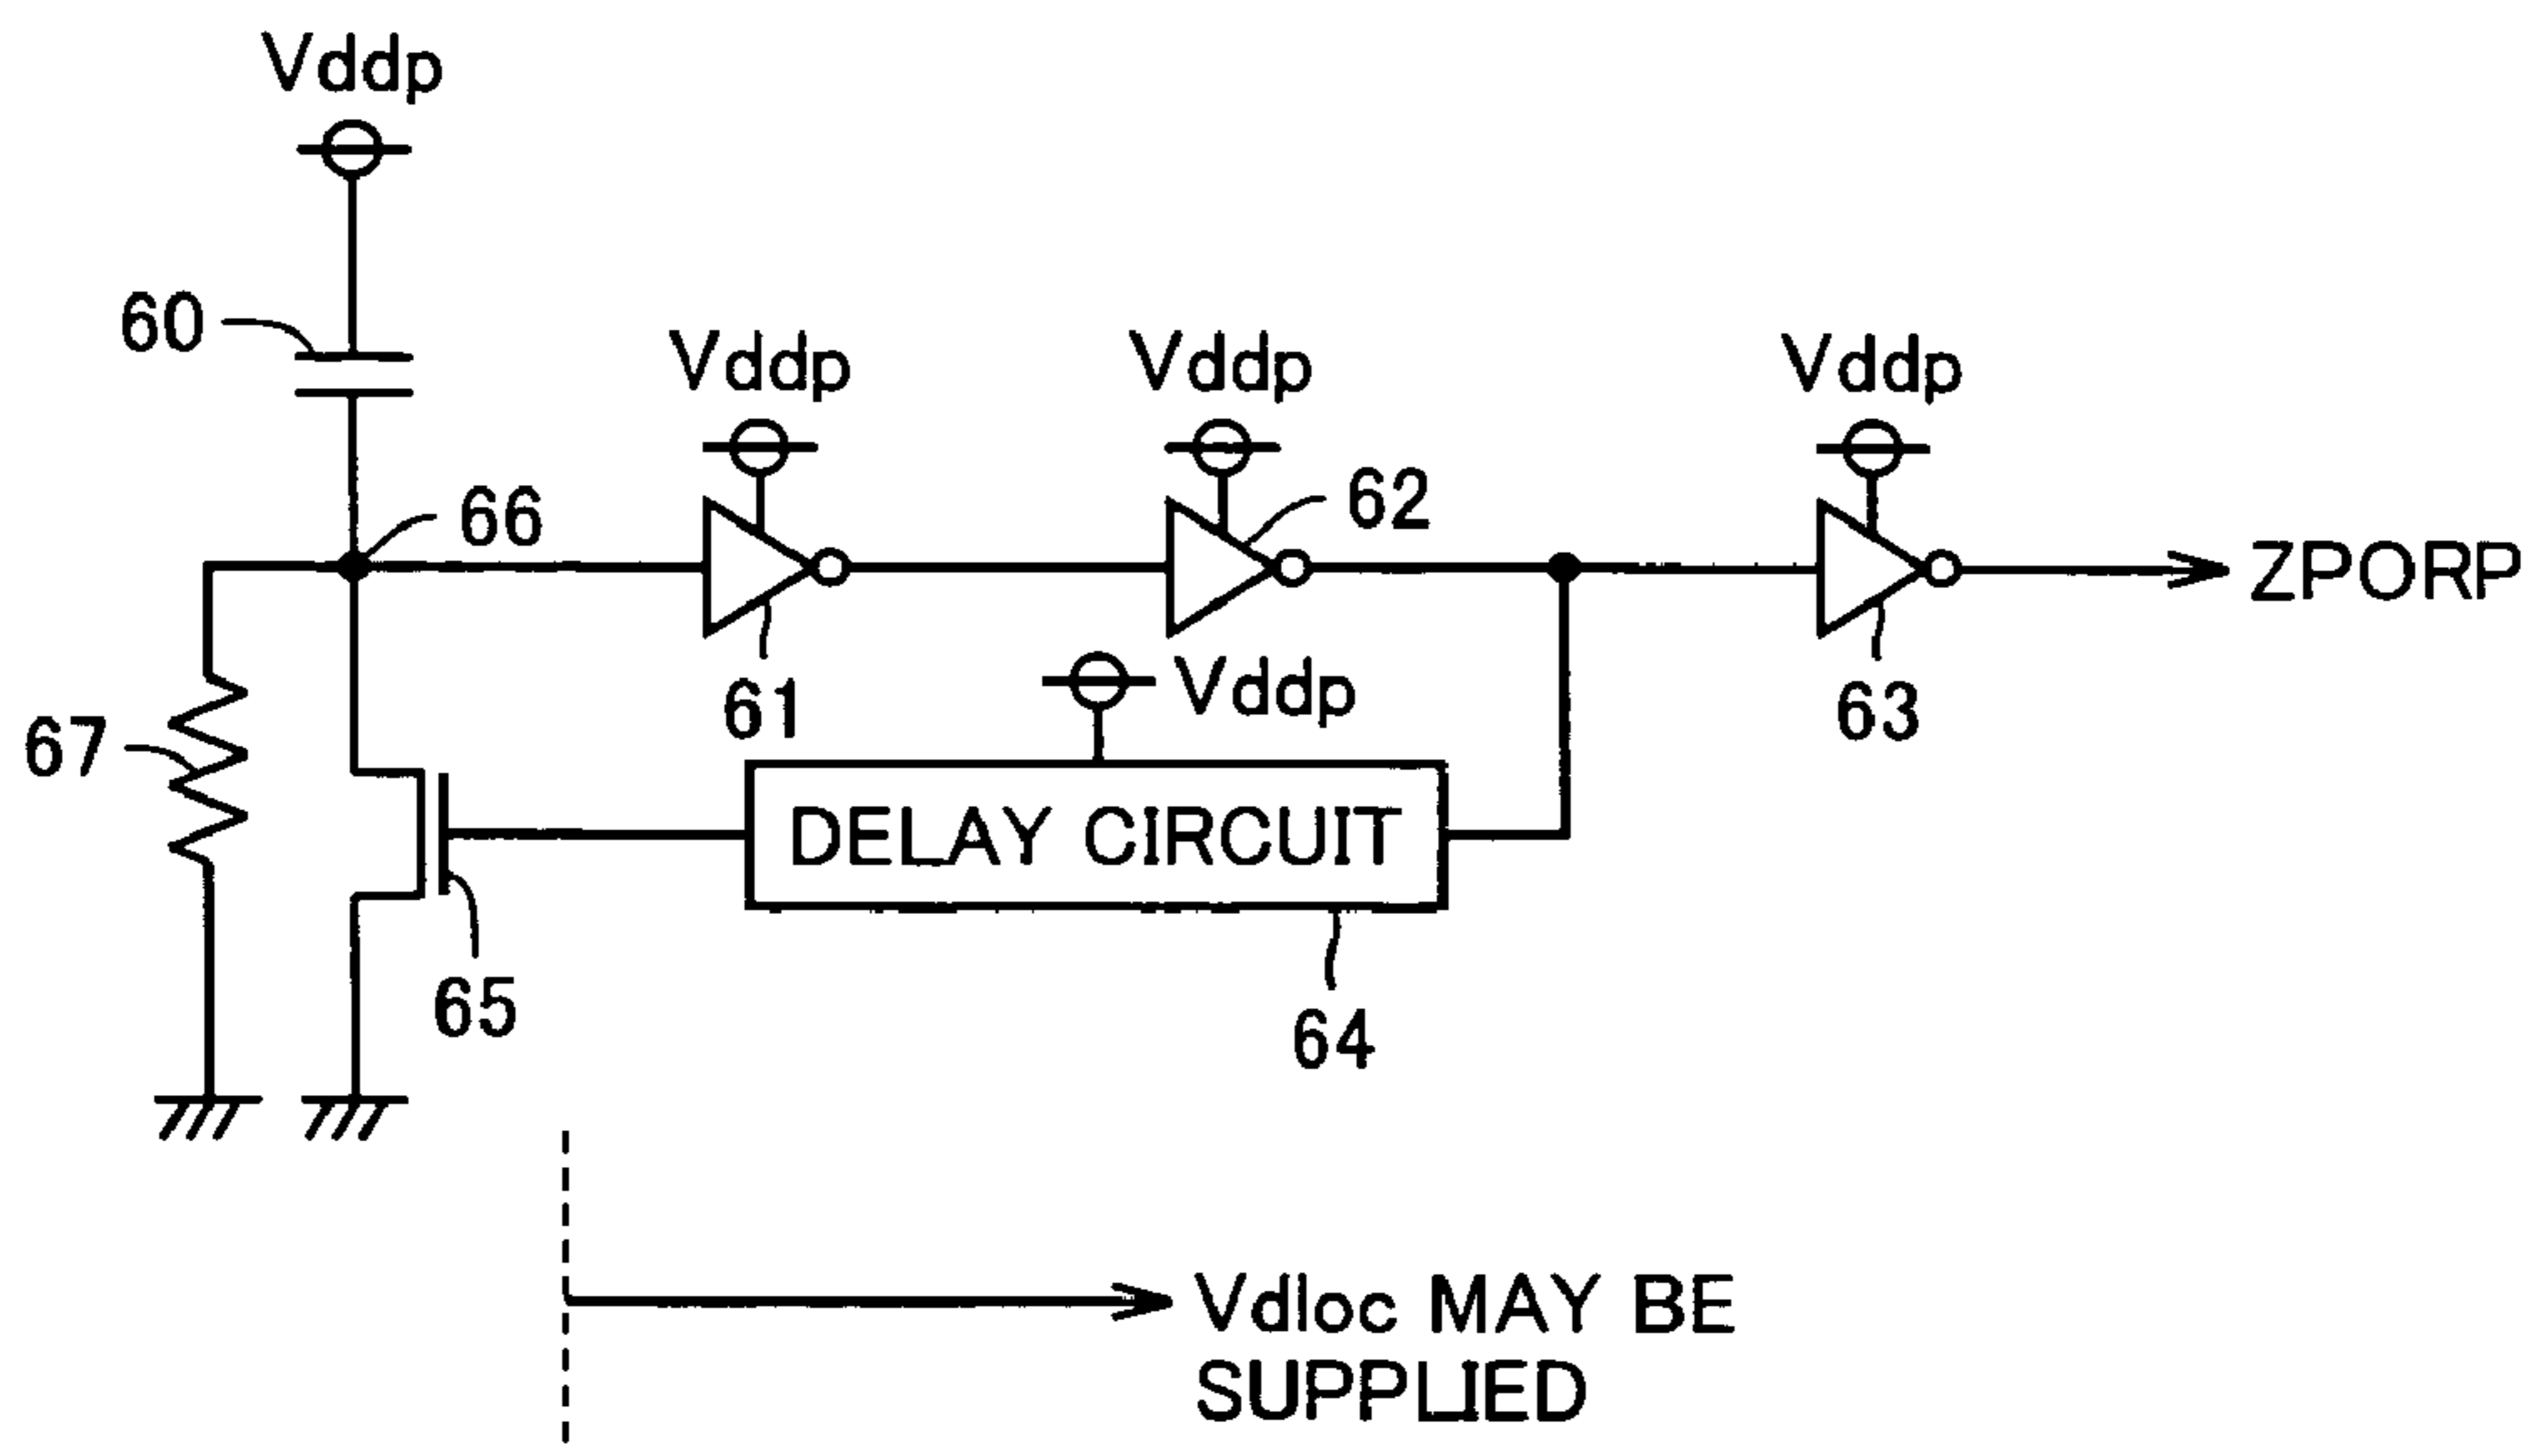 Vddp
60
Vddp
Vddp
Vddp
66
62
ZPORP
61
Vddp
63
67
DELAY CIRCUIT
65
64
Vdloc MAY BE
SUPPLIED